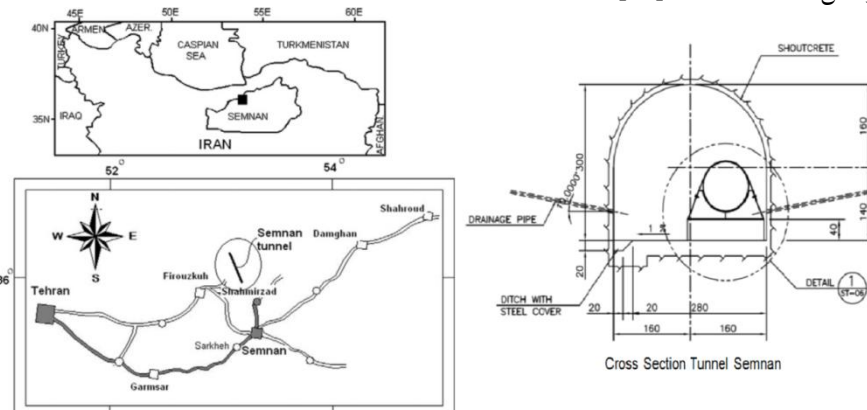 45E 50E 55E 60E
40N
35N
ARMEN.
AZER.
TURKEY
CASPIAN
SEA
TURKMENISTAN
IRAQ
SEMNAN
IRAN
AFGHAN
52° 54
N
W E
S
36
Shahroud
Semnan
tunnel
Damghan
Firouzkuh
Shahmirzad
Tehran
Sarkheh
Semnan
Garmsar
SHOUTCRETE
160
300
140
DRAINAGE PIPE
40
20
DITCH WITH
STEEL COVER
DETAIL 1
20 20 280
160 160
Cross Section Tunnel Semnan